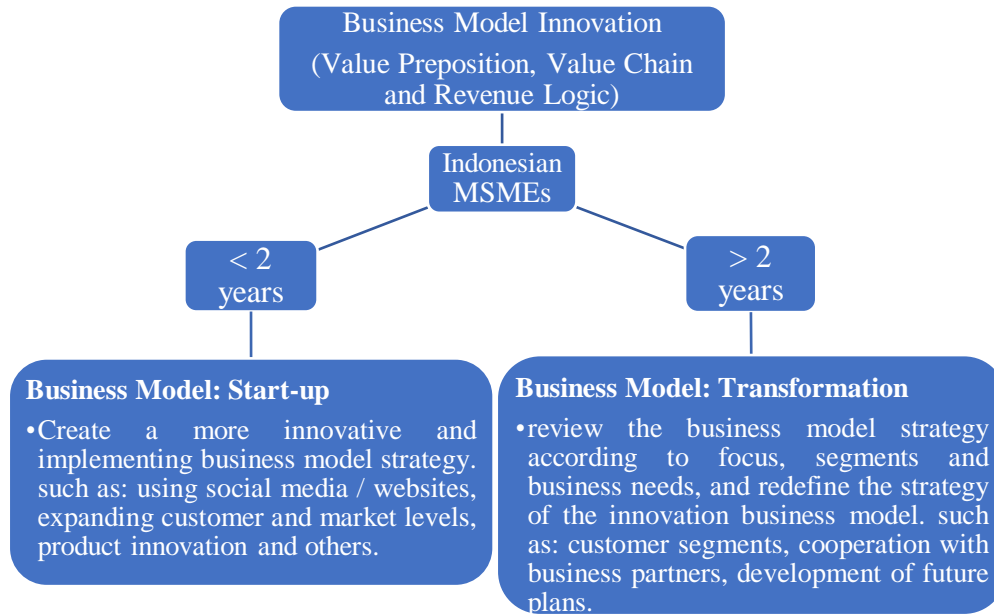 Business Model Innovation
(Value Preposition, Value Chain
and Revenue Logic)
Indonesian
MSMEs
< 2
years
> 2
years
Business Model: Start-up
•Create a more innovative and
implementing business model strategy.
such as: using social media / websites,
expanding customer and market levels,
product innovation and others.
Business Model: Transformation
•review the business model strategy
according to focus, segments and
business needs, and redefine the strategy
of the innovation business model. such
as: customer segments, cooperation with
business partners, development of future
plans.